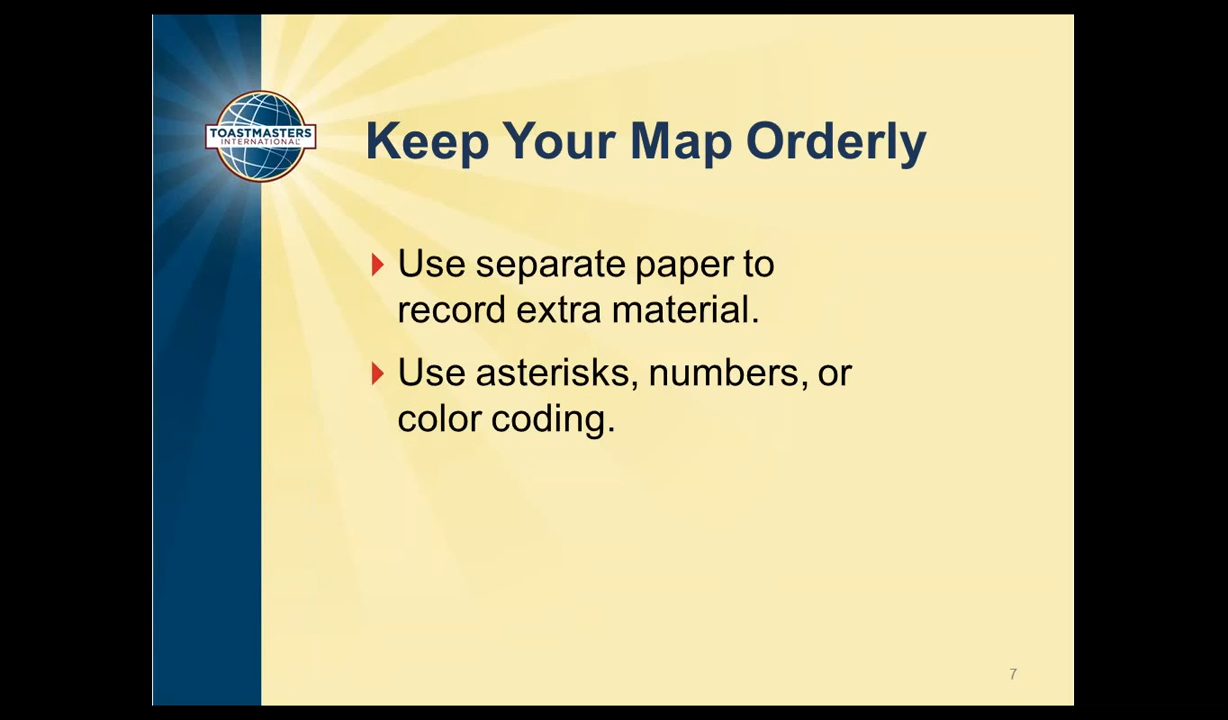 TOASTMASTERS
INTERNATIONAL
Keep Your Map Orderly
Use separate paper to
record extra material.
Use asterisks, numbers, or
color coding.
7